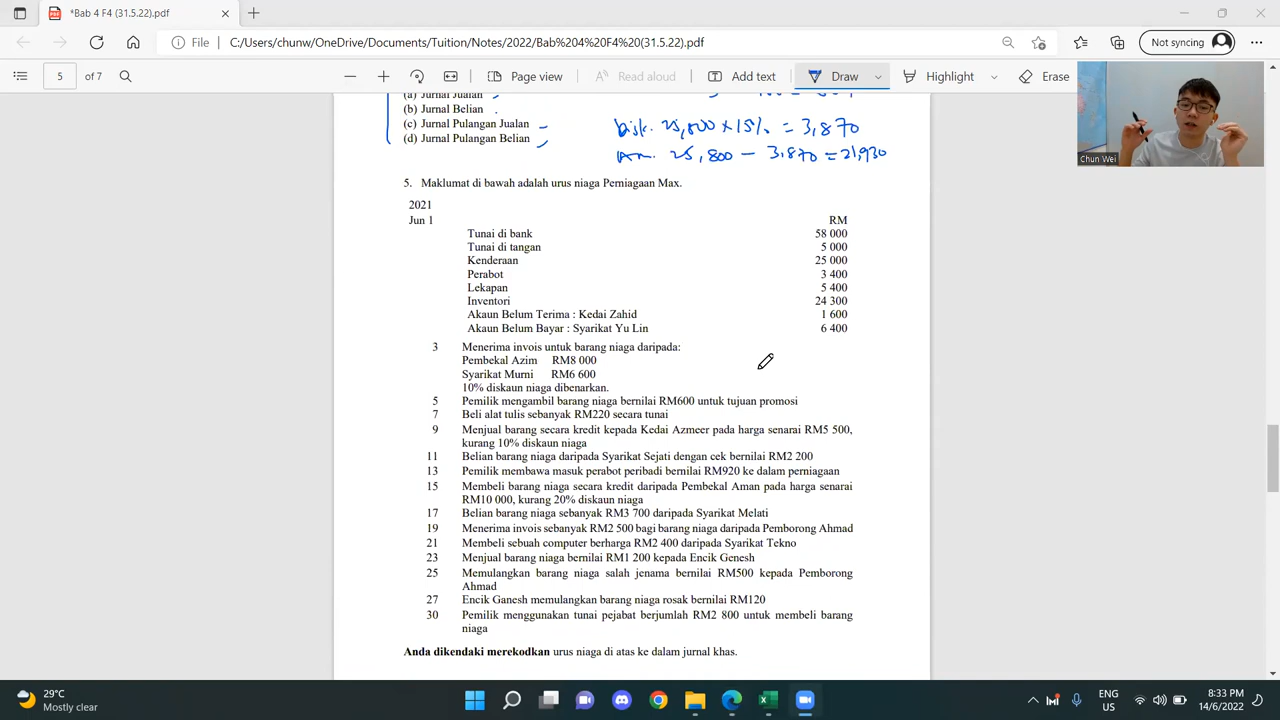 *Bab 4 F4 (31.5.22).pdf
File C:/Users/chunw/OneDrive/Documents/Tuition/Notes/2022/Bab%204%20F4%20(31.5.22).pdf
Not syncing
5 of 7 Page view Read aloud Add text Draw Highlight Erase
(a) Jurnal Jualan
(b) Jurnal Belian
(c) Jurnal Pulangan Jualan
(d) Jurnal Pulangan Belian
25,800 x 15% = 3,870
25,800 - 3,870 = 21,930
Chun Wei
5. Maklumat di bawah adalah urus niaga Perniagaan Max.
2021
Jun 1 RM
Tunai di bank 58 000
Tunai di tangan 5 000
Kenderaan 25 000
Perabot 3 400
Lekapan 5 400
Inventori 24 300
Akaun Belum Terima : Kedai Zahid 1 600
Akaun Belum Bayar : Syarikat Yu Lin 6 400
3 Menerima invois untuk barang niaga daripada:
Pembekal Azim RM8 000
Syarikat Murni RM6 600
10% diskaun niaga dibenarkan.
5 Pemilik mengambil barang niaga bernilai RM600 untuk tujuan promosi
7 Beli alat tulis sebanyak RM220 secara tunai
9 Menjual barang secara kredit kepada Kedai Azmeer pada harga senarai RM5 500,
kurang 10% diskaun niaga
11 Belian barang niaga daripada Syarikat Sejati dengan cek bernilai RM2 200
13 Pemilik membawa masuk perabot peribadi bernilai RM920 ke dalam perniagaan
15 Membeli barang niaga secara kredit daripada Pembekal Aman pada harga senarai
RM10 000, kurang 20% diskaun niaga
17 Belian barang niaga sebanyak RM3 700 daripada Syarikat Melati
19 Menerima invois sebanyak RM2 500 bagi barang niaga daripada Pemborong Ahmad
21 Membeli sebuah computer berharga RM2 400 daripada Syarikat Tekno
23 Menjual barang niaga bernilai RM1 200 kepada Encik Genesh
25 Memulangkan barang niaga salah jenama bernilai RM500 kepada Pemborong
Ahmad
27 Encik Ganesh memulangkan barang niaga rosak bernilai RM120
30 Pemilik menggunakan tunai pejabat berjumlah RM2 800 untuk membeli barang
niaga
Anda dikendaki merekodkan urus niaga di atas ke dalam jurnal khas.
29°C
Mostly clear
ENG
US
8:33 PM
14/6/2022